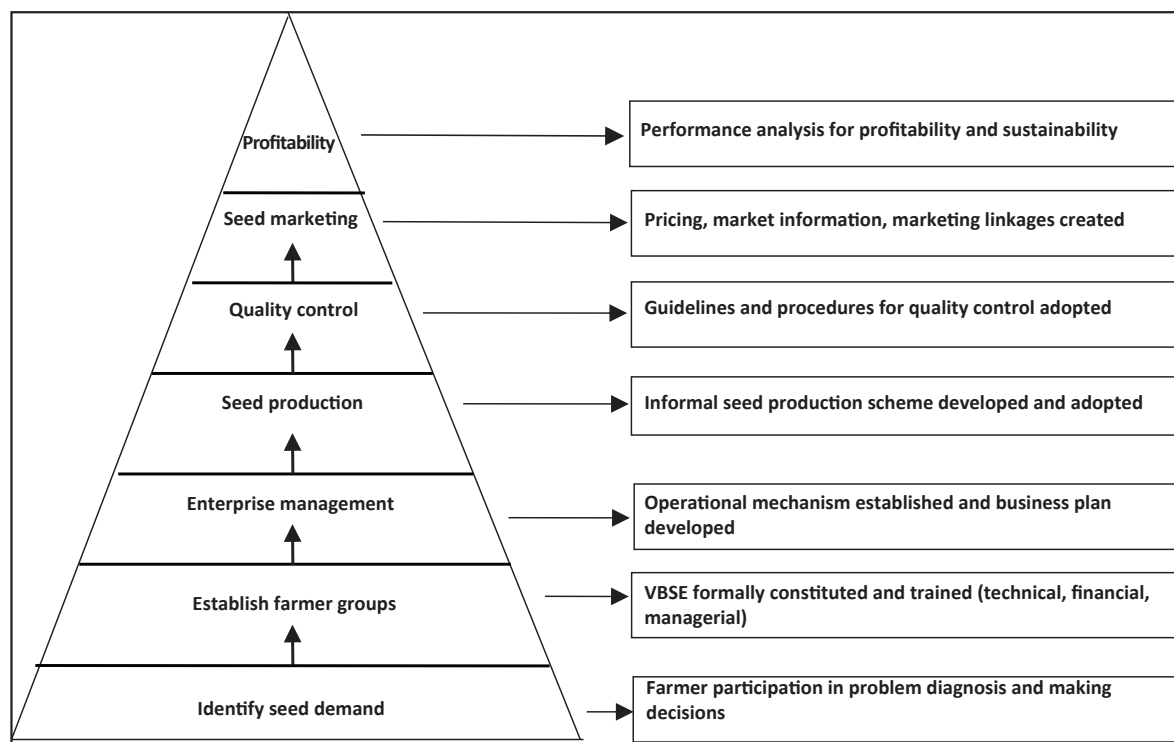 Profitability
Performance analysis for profitability and sustainability
Seed marketing
Pricing, market information, marketing linkages created
Quality control
Guidelines and procedures for quality control adopted
Seed production
Informal seed production scheme developed and adopted
Enterprise management
Operational mechanism established and business plan
developed
Establish farmer groups
VBSE formally constituted and trained (technical, financial,
managerial)
Identify seed demand
Farmer participation in problem diagnosis and making
decisions